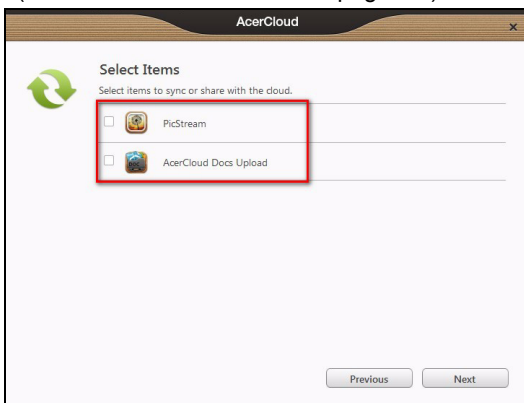 AcerCloud
Select Items
Select items to sync or share with the cloud.
PicStream
AcerCloud Docs Upload
Previous Next